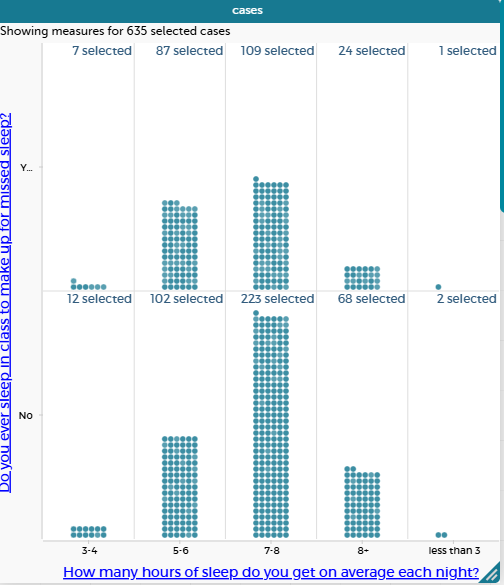 cases
Showing measures for 635 selected cases
7 selected 87 selected 109 selected 24 selected 1 selected
Do you ever sleep in class to make up for missed sleep?
Y...
12 selected 102 selected 223 selected 68 selected 2 selected
No
3-4 5-6 7-8 8+ less than 3
How many hours of sleep do you get on average each night?